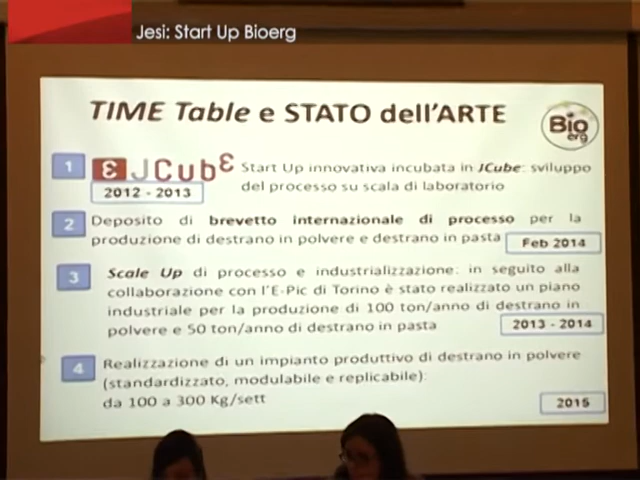 Jesi: Start Up Bioerg
TIME Table e STATO dell'ARTE
Bio
erg
1
ε JCubε Start Up innovativa incubata in JCube: sviluppo
2012 - 2013 del processo su scala di laboratorio
2
Deposito di brevetto internazionale di processo per la
produzione di destrano in polvere e destrano in pasta
Feb 2014
3
Scale Up di processo e industrializzazione: in seguito alla
collaborazione con l'E-Pic di Torino è stato realizzato un piano
industriale per la produzione di 100 ton/anno di destrano in
polvere e 50 ton/anno di destrano in pasta
2013 - 2014
4
Realizzazione di un impianto produttivo di destrano in polvere
(standardizzato, modulabile e replicabile):
da 100 a 300 Kg/sett
2015